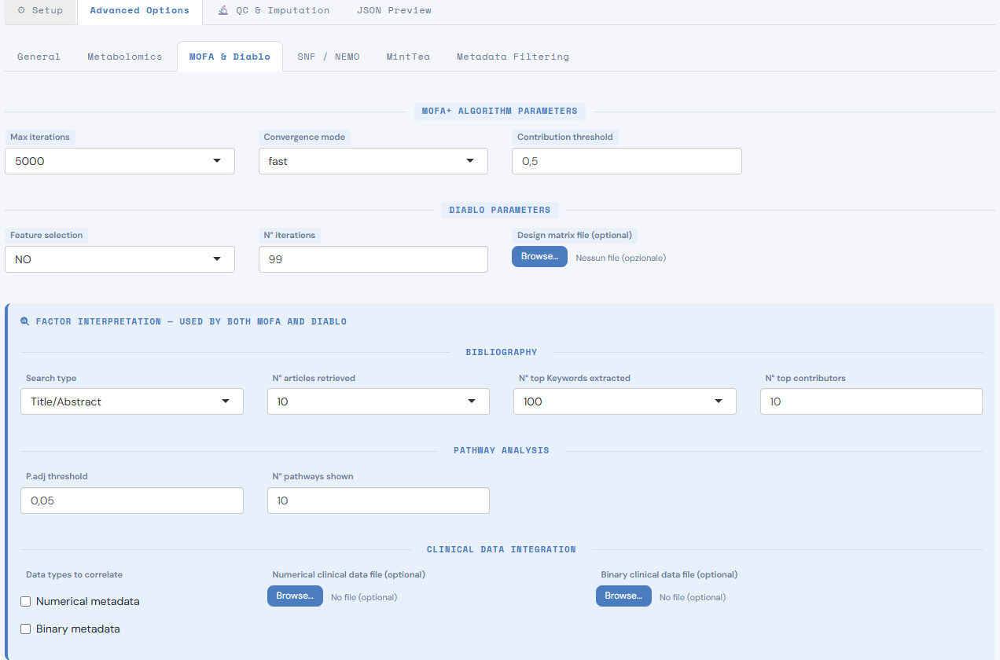 Setup Advanced Options QC & Imputation JSON Preview
General Metabolomics MOFA & Diablo SNF / NEMO MintTea Metadata Filtering
MOFA+ ALGORITHM PARAMETERS
Max iterations Convergence mode Contribution threshold
5000 fast 0,5
DIABLO PARAMETERS
Feature selection N° iterations Design matrix file (optional)
NO 99 Browse... Nessun file (opzionale)
FACTOR INTERPRETATION — USED BY BOTH MOFA AND DIABLO
BIBLIOGRAPHY
Search type N° articles retrieved N° top Keywords extracted N° top contributors
Title/Abstract 10 100 10
PATHWAY ANALYSIS
P.adj threshold N° pathways shown
0,05 10
CLINICAL DATA INTEGRATION
Data types to correlate Numerical clinical data file (optional) Binary clinical data file (optional)
Numerical metadata Browse... No file (optional) Browse... No file (optional)
Binary metadata